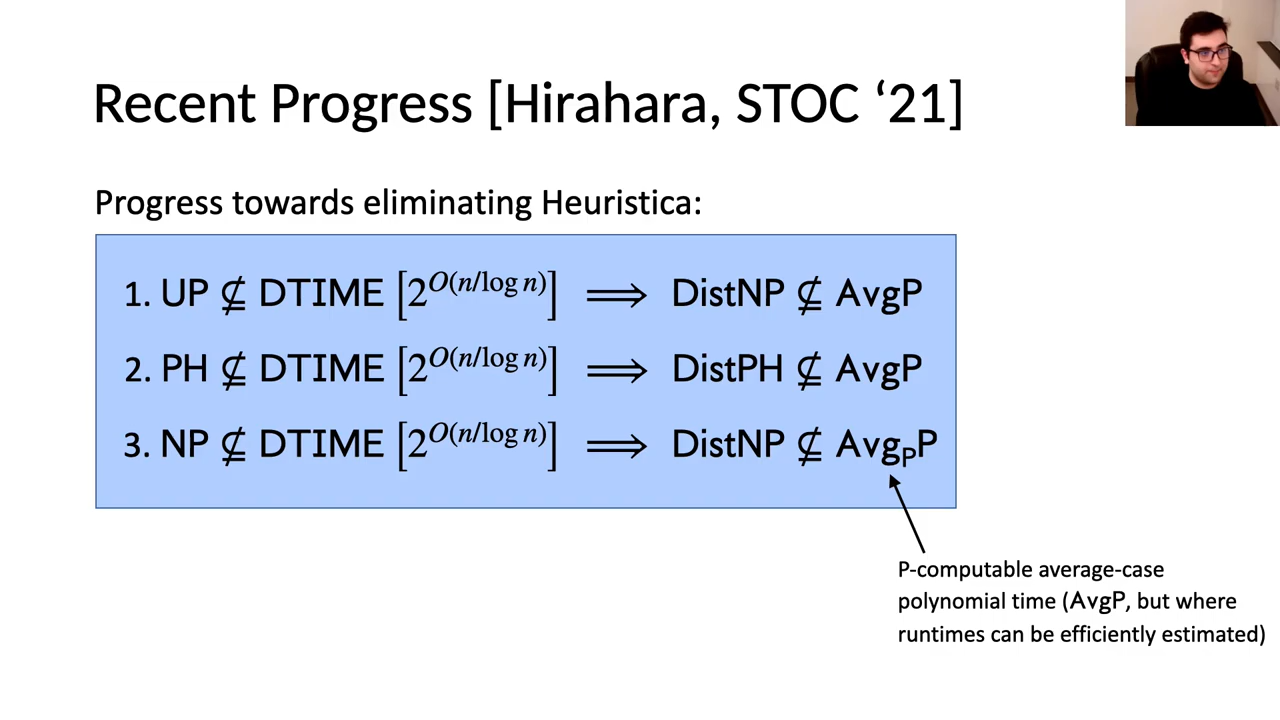 Recent Progress [Hirahara, STOC ‘21]
Progress towards eliminating Heuristica:
1. UP ⊈ DTIME [2^{O(n/log n)}] ⟹ DistNP ⊈ AvgP
2. PH ⊈ DTIME [2^{O(n/log n)}] ⟹ DistPH ⊈ AvgP
3. NP ⊈ DTIME [2^{O(n/log n)}] ⟹ DistNP ⊈ Avg_P P
P-computable average-case
polynomial time (AvgP, but where
runtimes can be efficiently estimated)